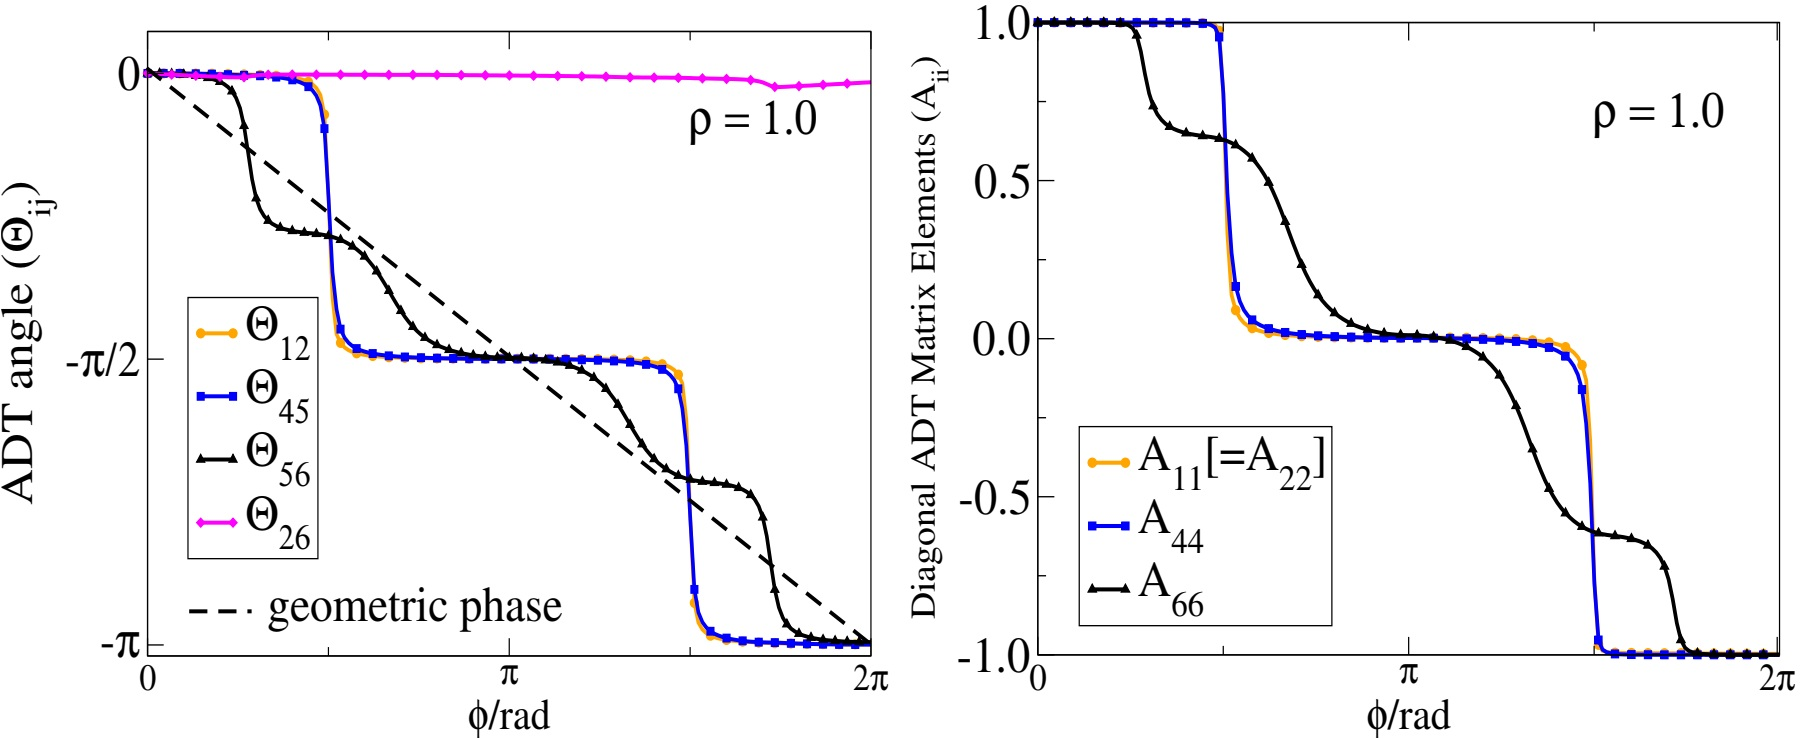 ADT angle (Θij)
0
-π/2
-π
ρ = 1.0
Θ12
Θ45
Θ56
Θ26
geometric phase
0 π 2π
ϕ/rad
Diagonal ADT Matrix Elements (Aii)
1.0
0.5
0.0
-0.5
-1.0
ρ = 1.0
A11[=A22]
A44
A66
0 π 2π
ϕ/rad